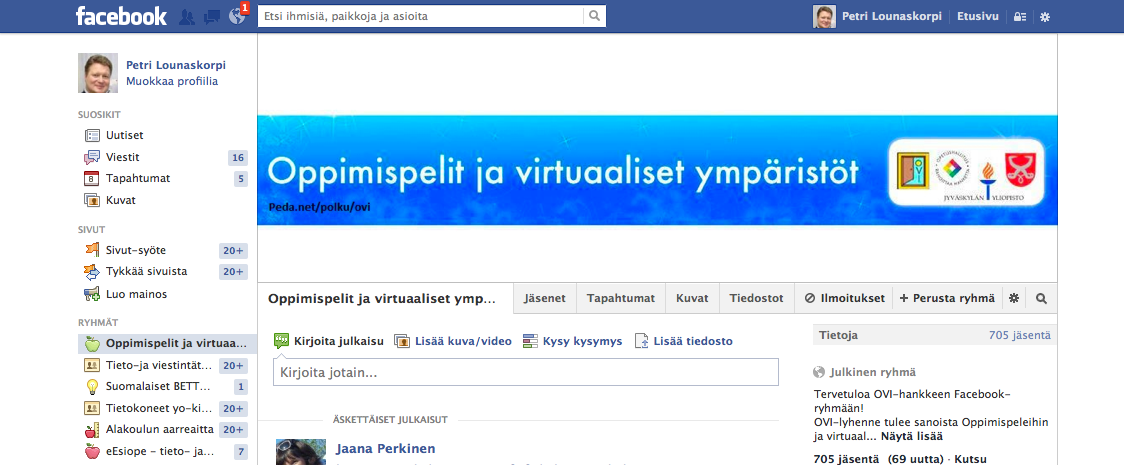 facebook
1
Etsi ihmisiä, paikkoja ja asioita
Petri Lounaskorpi
Etusivu
Petri Lounaskorpi
Muokkaa profiilia
SUOSIKIT
Uutiset
Viestit 16
8 Tapahtumat 5
Kuvat
SIVUT
Sivut-syöte 20+
Tykkää sivuista 20+
Luo mainos
RYHMÄT
Oppimispelit ja virtuaa...
Tieto-ja viestintät... 20+
Suomalaiset BETT... 1
Tietokoneet yo-ki... 20+
Alakoulun aarreaitta 20+
eEsiope - tieto- ja... 7
Oppimispelit ja virtuaaliset ympäristöt
Peda.net/polku/ovi
OVI
JYVÄSKYLÄN YLIOPISTO
Oppimispelit ja virtuaaliset ymp...
Jäsenet
Tapahtumat
Kuvat
Tiedostot
Ilmoitukset
+ Perusta ryhmä
Kirjoita julkaisu
Lisää kuva/video
Kysy kysymys
Lisää tiedosto
Kirjoita jotain...
ÄSKETTÄISET JULKAISUT
Jaana Perkinen
Tietoja 705 jäsentä
Julkinen ryhmä
Tervetuloa OVI-hankkeen Facebook-
ryhmään!
OVI-lyhenne tulee sanoista Oppimispeleihin
ja virtuaal... Näytä lisää
705 jäsentä (69 uutta) · Kutsu